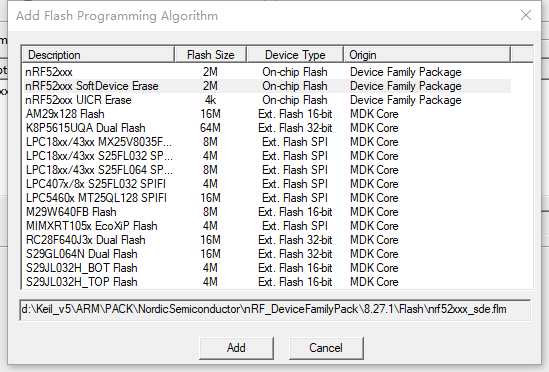 Add Flash Programming Algorithm
Description Flash Size Device Type Origin
nRF52xxx 2M On-chip Flash Device Family Package
nRF52xxx SoftDevice Erase 2M On-chip Flash Device Family Package
nRF52xxx UICR Erase 4k On-chip Flash Device Family Package
AM29x128 Flash 16M Ext. Flash 16-bit MDK Core
K8P5615UQA Dual Flash 64M Ext. Flash 32-bit MDK Core
LPC18xx/43xx MX25V8035F... 8M Ext. Flash SPI MDK Core
LPC18xx/43xx S25FL032 SP... 4M Ext. Flash SPI MDK Core
LPC18xx/43xx S25FL064 SP... 8M Ext. Flash SPI MDK Core
LPC407x/8x S25FL032 SPIFI 4M Ext. Flash SPI MDK Core
LPC5460x MT25QL128 SPIFI 16M Ext. Flash SPI MDK Core
M29W640FB Flash 8M Ext. Flash 16-bit MDK Core
MIMXRT105x EcoXiP Flash 4M Ext. Flash SPI MDK Core
RC28F640J3x Dual Flash 16M Ext. Flash 32-bit MDK Core
S29GL064N Dual Flash 16M Ext. Flash 32-bit MDK Core
S29JL032H_BOT Flash 4M Ext. Flash 16-bit MDK Core
S29JL032H_TOP Flash 4M Ext. Flash 16-bit MDK Core
d:\Keil_v5\ARM\PACK\NordicSemiconductor\nRF_DeviceFamilyPack\8.27.1\Flash\nrf52xxx_sde.flm
Add Cancel